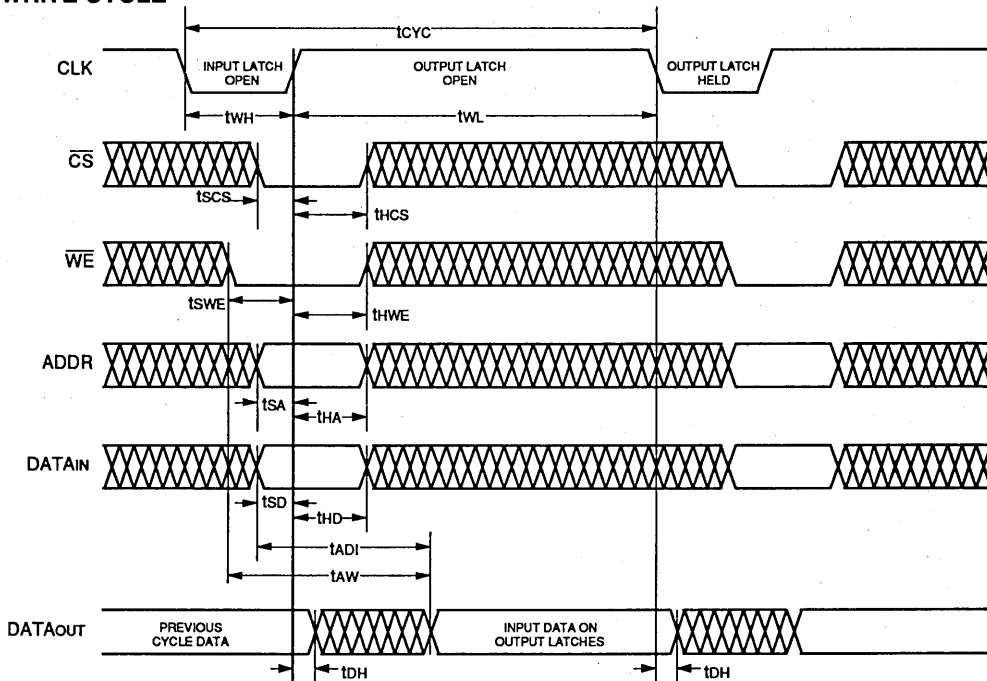 WRITE CYCLE
tCYC
CLK
INPUT LATCH
OPEN
OUTPUT LATCH
OPEN
OUTPUT LATCH
HELD
tWH
tWL
CS
tSCS
tHCS
WE
tSWE
tHWE
ADDR
tSA
tHA
DATAIN
tSD
tHD
tADI
tAW
DATAOUT
PREVIOUS
CYCLE DATA
INPUT DATA ON
OUTPUT LATCHES
tDH
tDH